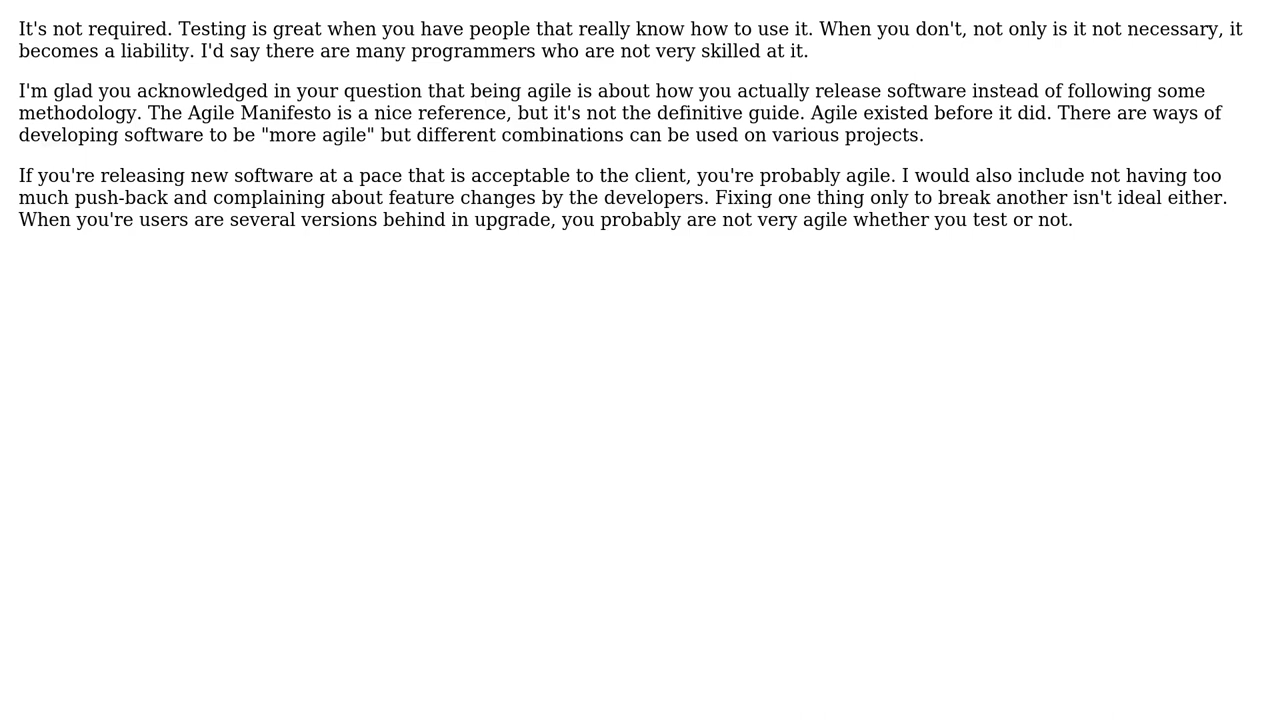 It's not required. Testing is great when you have people that really know how to use it. When you don't, not only is it not necessary, it
becomes a liability. I'd say there are many programmers who are not very skilled at it.
I'm glad you acknowledged in your question that being agile is about how you actually release software instead of following some
methodology. The Agile Manifesto is a nice reference, but it's not the definitive guide. Agile existed before it did. There are ways of
developing software to be "more agile" but different combinations can be used on various projects.
If you're releasing new software at a pace that is acceptable to the client, you're probably agile. I would also include not having too
much push-back and complaining about feature changes by the developers. Fixing one thing only to break another isn't ideal either.
When you're users are several versions behind in upgrade, you probably are not very agile whether you test or not.